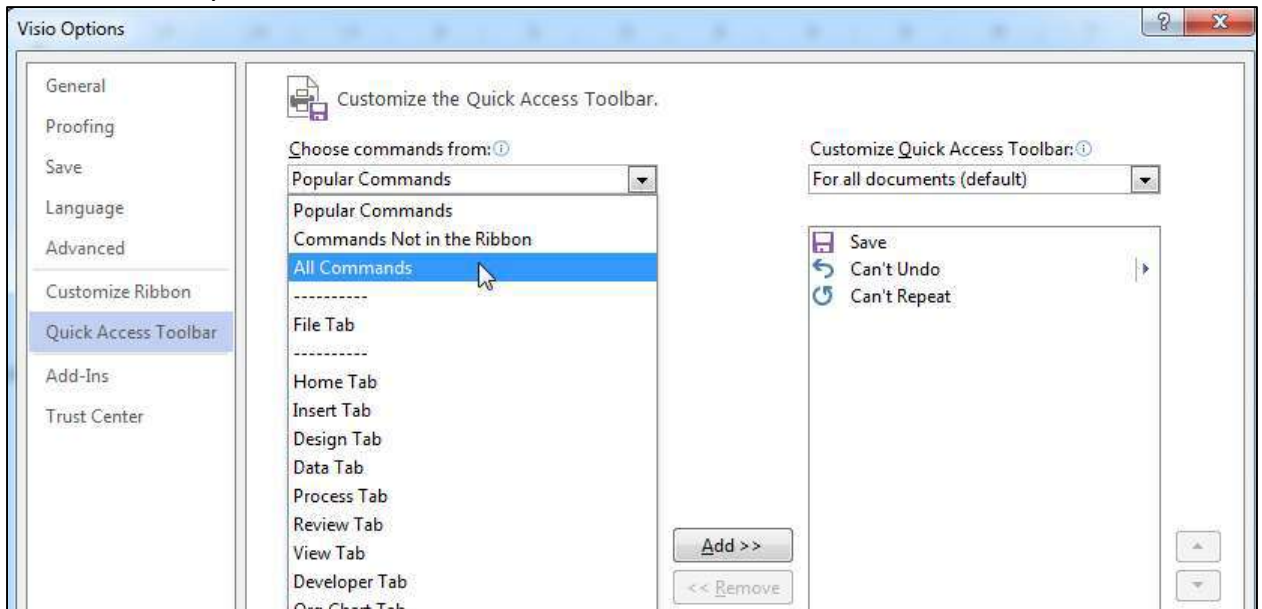 Visio Options
General
Proofing
Save
Language
Advanced
Customize Ribbon
Quick Access Toolbar
Add-Ins
Trust Center
Customize the Quick Access Toolbar.
Choose commands from:
Popular Commands
Popular Commands
Commands Not in the Ribbon
All Commands
----------
File Tab
----------
Home Tab
Insert Tab
Design Tab
Data Tab
Process Tab
Review Tab
View Tab
Developer Tab
Org Chart Tab
Add >>
<< Remove
Customize Quick Access Toolbar:
For all documents (default)
Save
Can't Undo
Can't Repeat